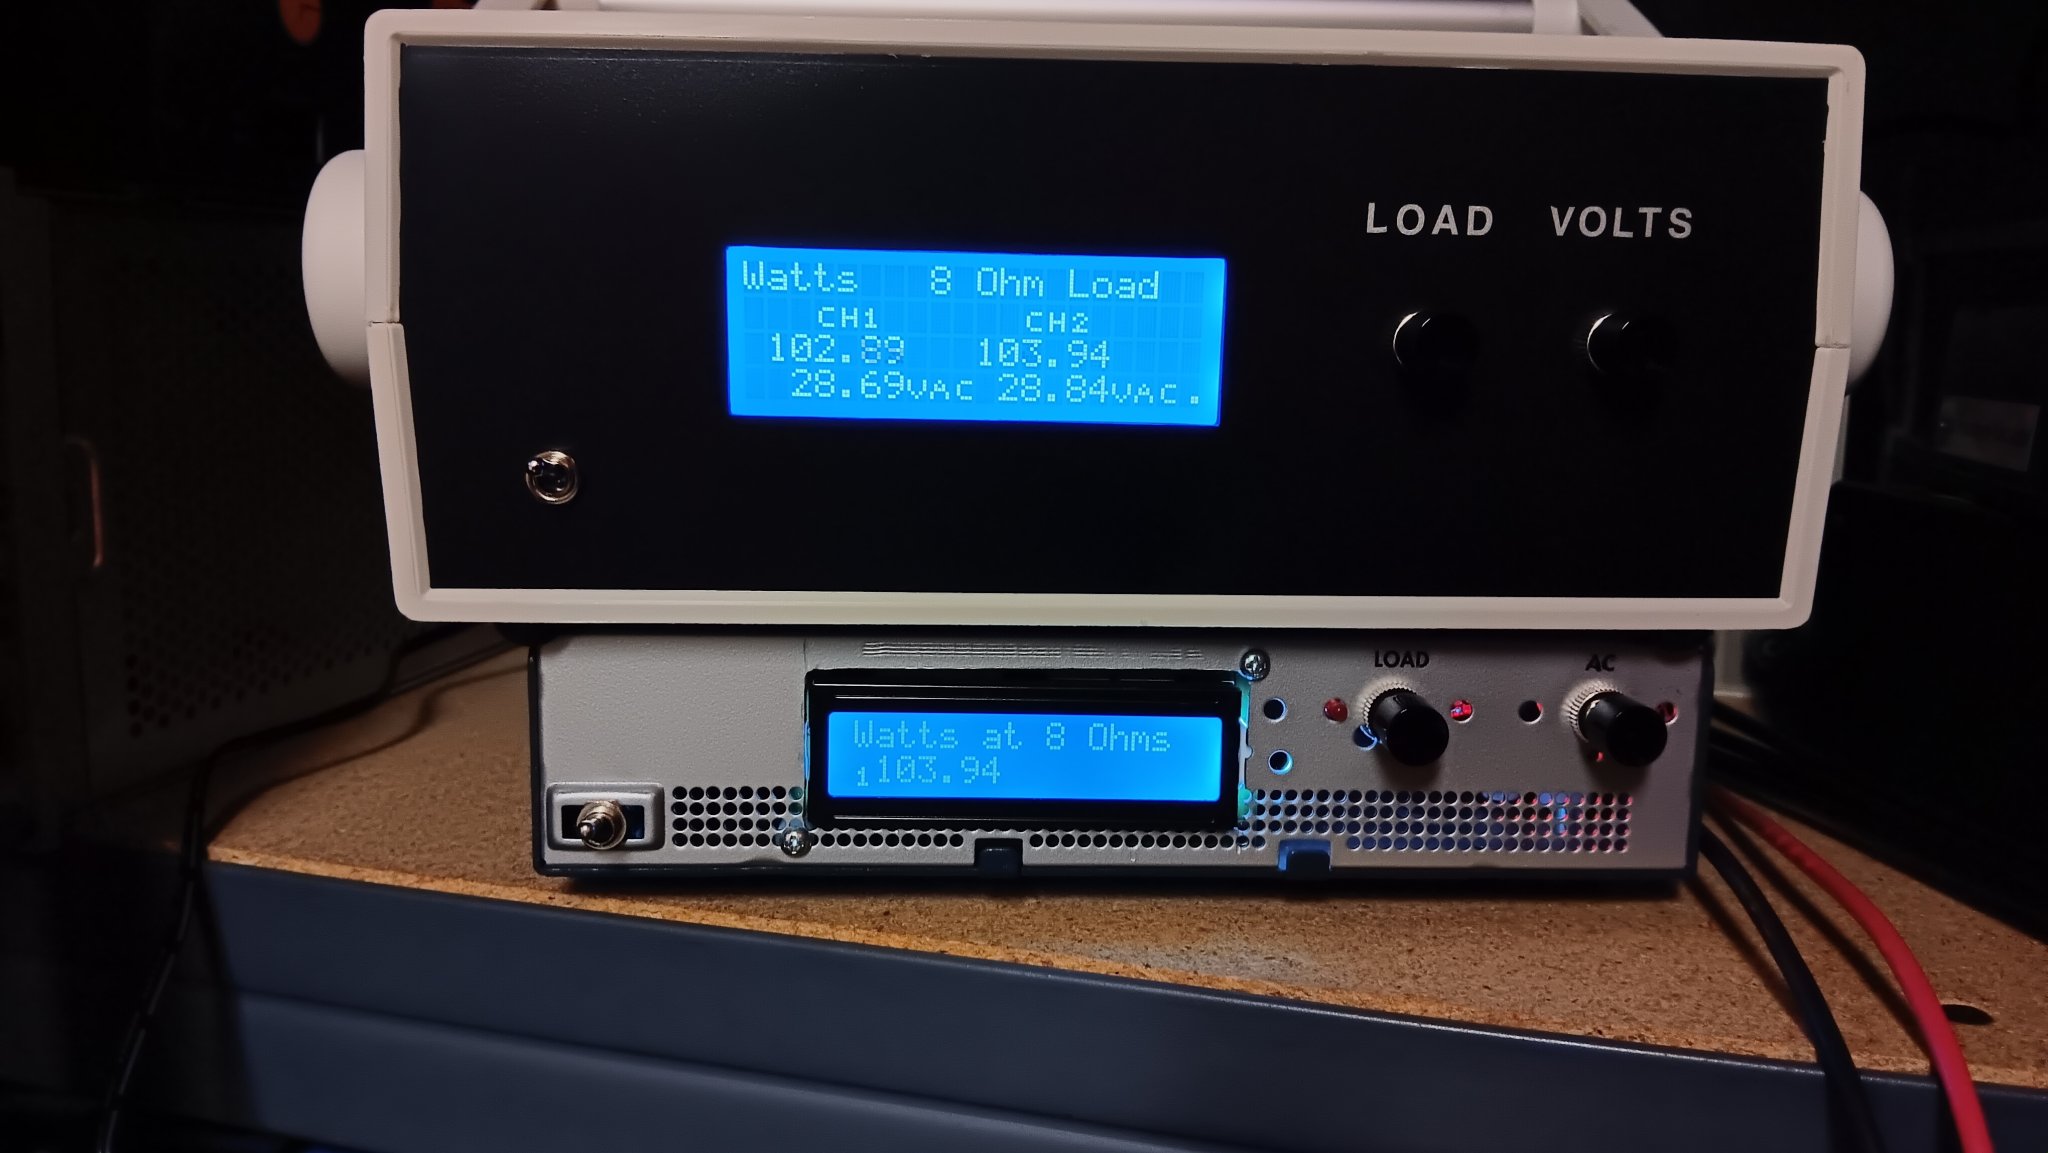 LOAD VOLTS
Watts 8 Ohm Load
CH1 CH2
102.89 103.94
28.69VAC 28.84VAC.
LOAD AC
Watts at 8 Ohms
1103.94